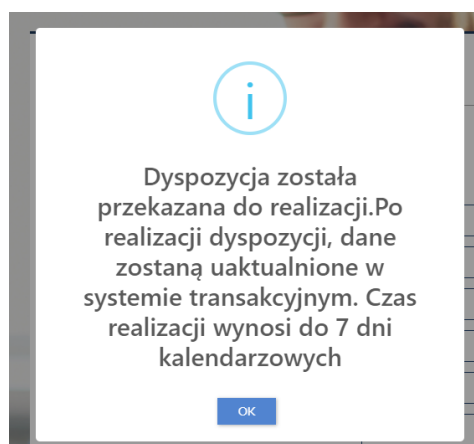 i
Dyspozycja została
przekazana do realizacji.Po
realizacji dyspozycji, dane
zostaną uaktualnione w
systemie transakcyjnym. Czas
realizacji wynosi do 7 dni
kalendarzowych
OK